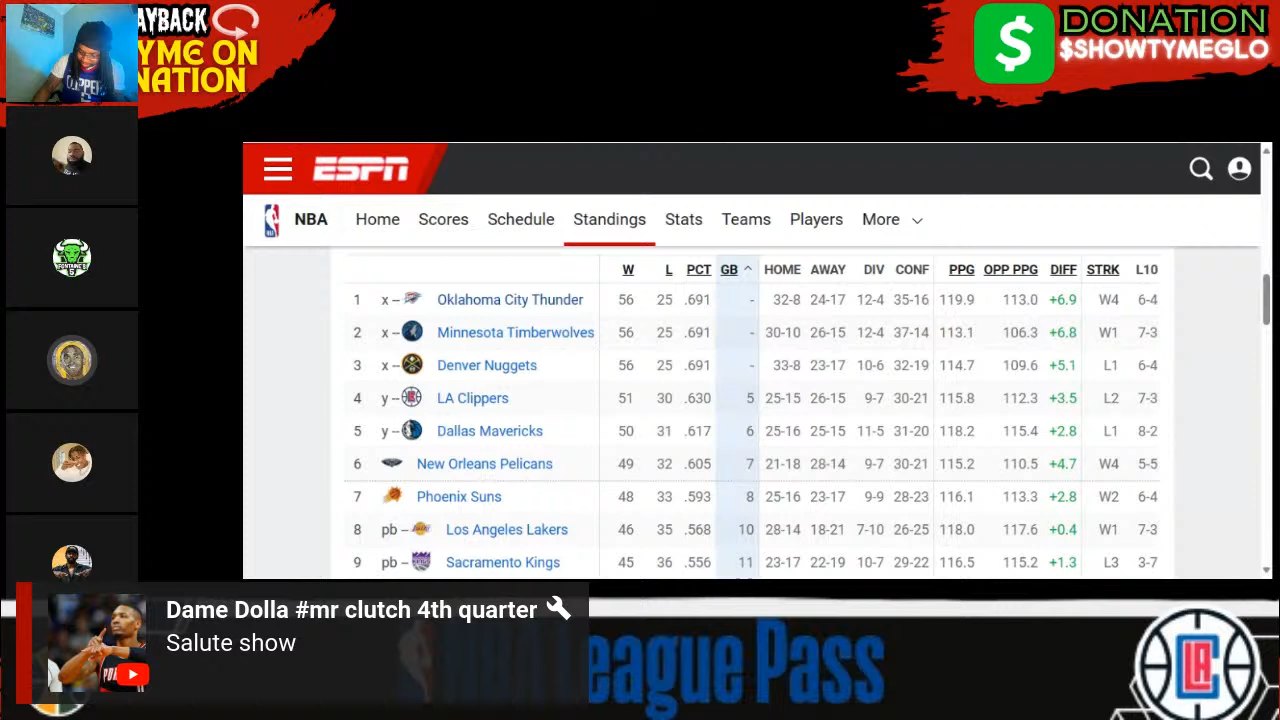 AYBACK
YME ON
NATION
DONATION
$SHOWTYMEGLO
CLIPPERS
ESPN
NBA Home Scores Schedule Standings Stats Teams Players More
W L PCT GB HOME AWAY DIV CONF PPG OPP PPG DIFF STRK L10
1 x -- Oklahoma City Thunder 56 25 .691 - 32-8 24-17 12-4 35-16 119.9 113.0 +6.9 W4 6-4
2 x -- Minnesota Timberwolves 56 25 .691 - 30-10 26-15 12-4 37-14 113.1 106.3 +6.8 W1 7-3
3 x -- Denver Nuggets 56 25 .691 - 33-8 23-17 10-6 32-19 114.7 109.6 +5.1 L1 6-4
4 y -- LA Clippers 51 30 .630 5 25-15 26-15 9-7 30-21 115.8 112.3 +3.5 L2 7-3
5 y -- Dallas Mavericks 50 31 .617 6 25-16 25-15 11-5 31-20 118.2 115.4 +2.8 L1 8-2
6 New Orleans Pelicans 49 32 .605 7 21-18 28-14 9-7 30-21 115.2 110.5 +4.7 W4 5-5
7 Phoenix Suns 48 33 .593 8 25-16 23-17 9-9 28-23 116.1 113.3 +2.8 W2 6-4
8 pb -- Los Angeles Lakers 46 35 .568 10 28-14 18-21 7-10 26-25 118.0 117.6 +0.4 W1 7-3
9 pb -- Sacramento Kings 45 36 .556 11 23-17 22-19 10-7 29-22 116.5 115.2 +1.3 L3 3-7
Dame Dolla #mr clutch 4th quarter
Salute show
eague Pass
LA